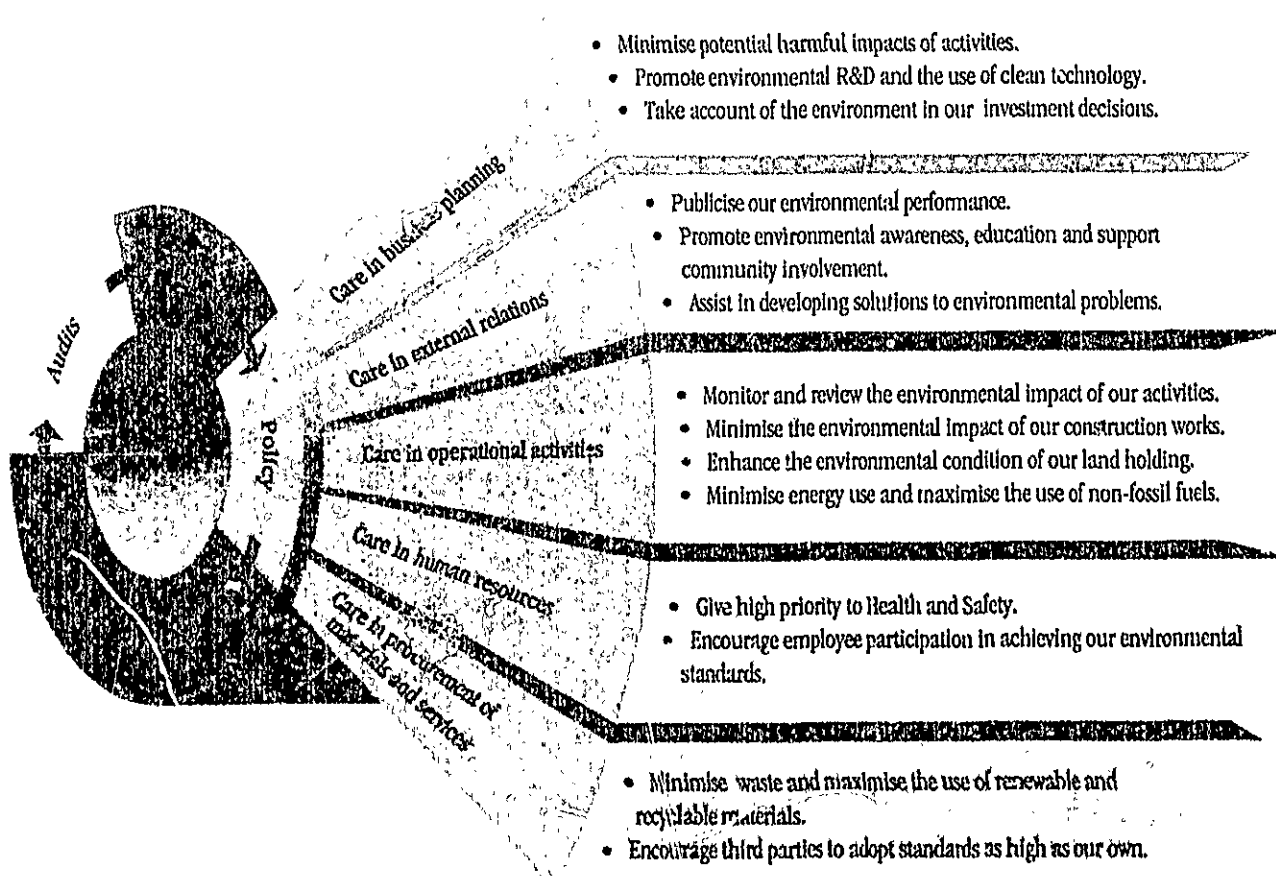 • Minimise potential harmful impacts of activities.
• Promote environmental R&D and the use of clean technology.
• Take account of the environment in our investment decisions.
Care in business planning
• Publicise our environmental performance.
• Promote environmental awareness, education and support
community involvement.
• Assist in developing solutions to environmental problems.
Care in external relations
Audits
Policy
• Monitor and review the environmental impact of our activities.
• Minimise the environmental impact of our construction works.
• Enhance the environmental condition of our land holding.
• Minimise energy use and maximise the use of non-fossil fuels.
Care in operational activities
• Give high priority to Health and Safety.
• Encourage employee participation in achieving our environmental
standards.
Care in human resources
Care in procurement of
materials and services
• Minimise waste and maximise the use of renewable and
recyclable materials.
• Encourage third parties to adopt standards as high as our own.